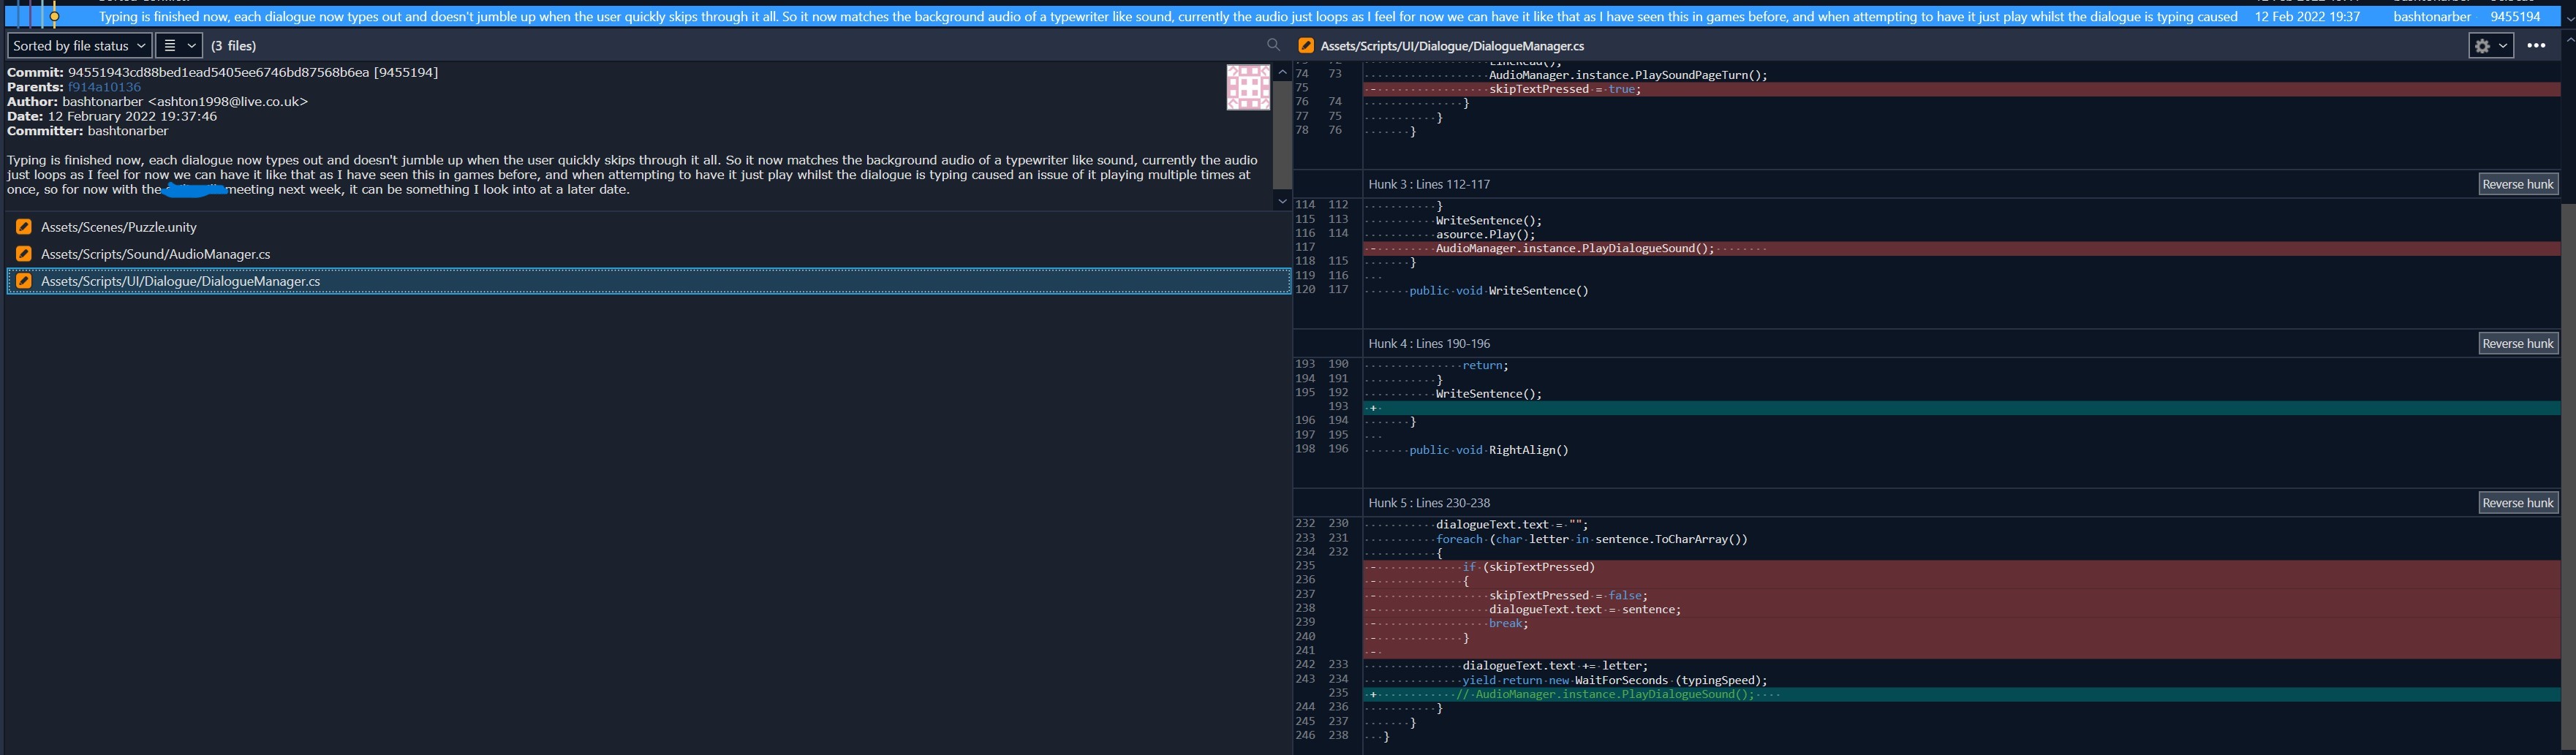 Typing is finished now, each dialogue now types out and doesn't jumble up when the user quickly skips through it all. So it now matches the background audio of a typewriter like sound, currently the audio just loops as I feel for now we can have it like that as I have seen this in games before, and when attempting to have it just play whilst the dialogue is typing caused 12 Feb 2022 19:37 bashtonarber 9455194
Sorted by file status (3 files)
Commit: 94551943cd88bed1ead5405ee6746bd87568b6ea [9455194]
Parents: f914a10136
Author: bashtonarber <ashton1998@live.co.uk>
Date: 12 February 2022 19:37:46
Committer: bashtonarber
Typing is finished now, each dialogue now types out and doesn't jumble up when the user quickly skips through it all. So it now matches the background audio of a typewriter like sound, currently the audio
just loops as I feel for now we can have it like that as I have seen this in games before, and when attempting to have it just play whilst the dialogue is typing caused an issue of it playing multiple times at
once, so for now with the meeting next week, it can be something I look into at a later date.
Assets/Scenes/Puzzle.unity
Assets/Scripts/Sound/AudioManager.cs
Assets/Scripts/UI/Dialogue/DialogueManager.cs
Assets/Scripts/UI/Dialogue/DialogueManager.cs
74 73 AudioManager.instance.PlaySoundPageTurn();
75 - skipTextPressed = true;
76 74 }
77 75 }
78 76 }
Hunk 3 : Lines 112-117 Reverse hunk
114 112 }
115 113 WriteSentence();
116 114 asource.Play();
117 - AudioManager.instance.PlayDialogueSound();
118 115 }
119 116
120 117 public void WriteSentence()
Hunk 4 : Lines 190-196 Reverse hunk
193 190 return;
194 191 }
195 192 WriteSentence();
193 +
196 194 }
197 195
198 196 public void RightAlign()
Hunk 5 : Lines 230-238 Reverse hunk
232 230 dialogueText.text = "";
233 231 foreach (char letter in sentence.ToCharArray())
234 232 {
235 - if (skipTextPressed)
236 - {
237 - skipTextPressed = false;
238 - dialogueText.text = sentence;
239 - break;
240 - }
241 -
242 233 dialogueText.text += letter;
243 234 yield return new WaitForSeconds (typingSpeed);
235 + // AudioManager.instance.PlayDialogueSound();
244 236 }
245 237 }
246 238 }